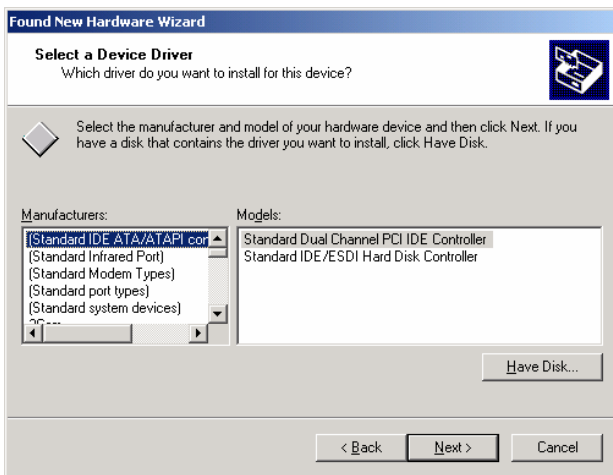 Found New Hardware Wizard
Select a Device Driver
Which driver do you want to install for this device?
Select the manufacturer and model of your hardware device and then click Next. If you
have a disk that contains the driver you want to install, click Have Disk.
Manufacturers:
(Standard IDE ATA/ATAPI con
(Standard Infrared Port)
(Standard Modem Types)
(Standard port types)
(Standard system devices)
Models:
Standard Dual Channel PCI IDE Controller
Standard IDE/ESDI Hard Disk Controller
Have Disk...
< Back
Next >
Cancel